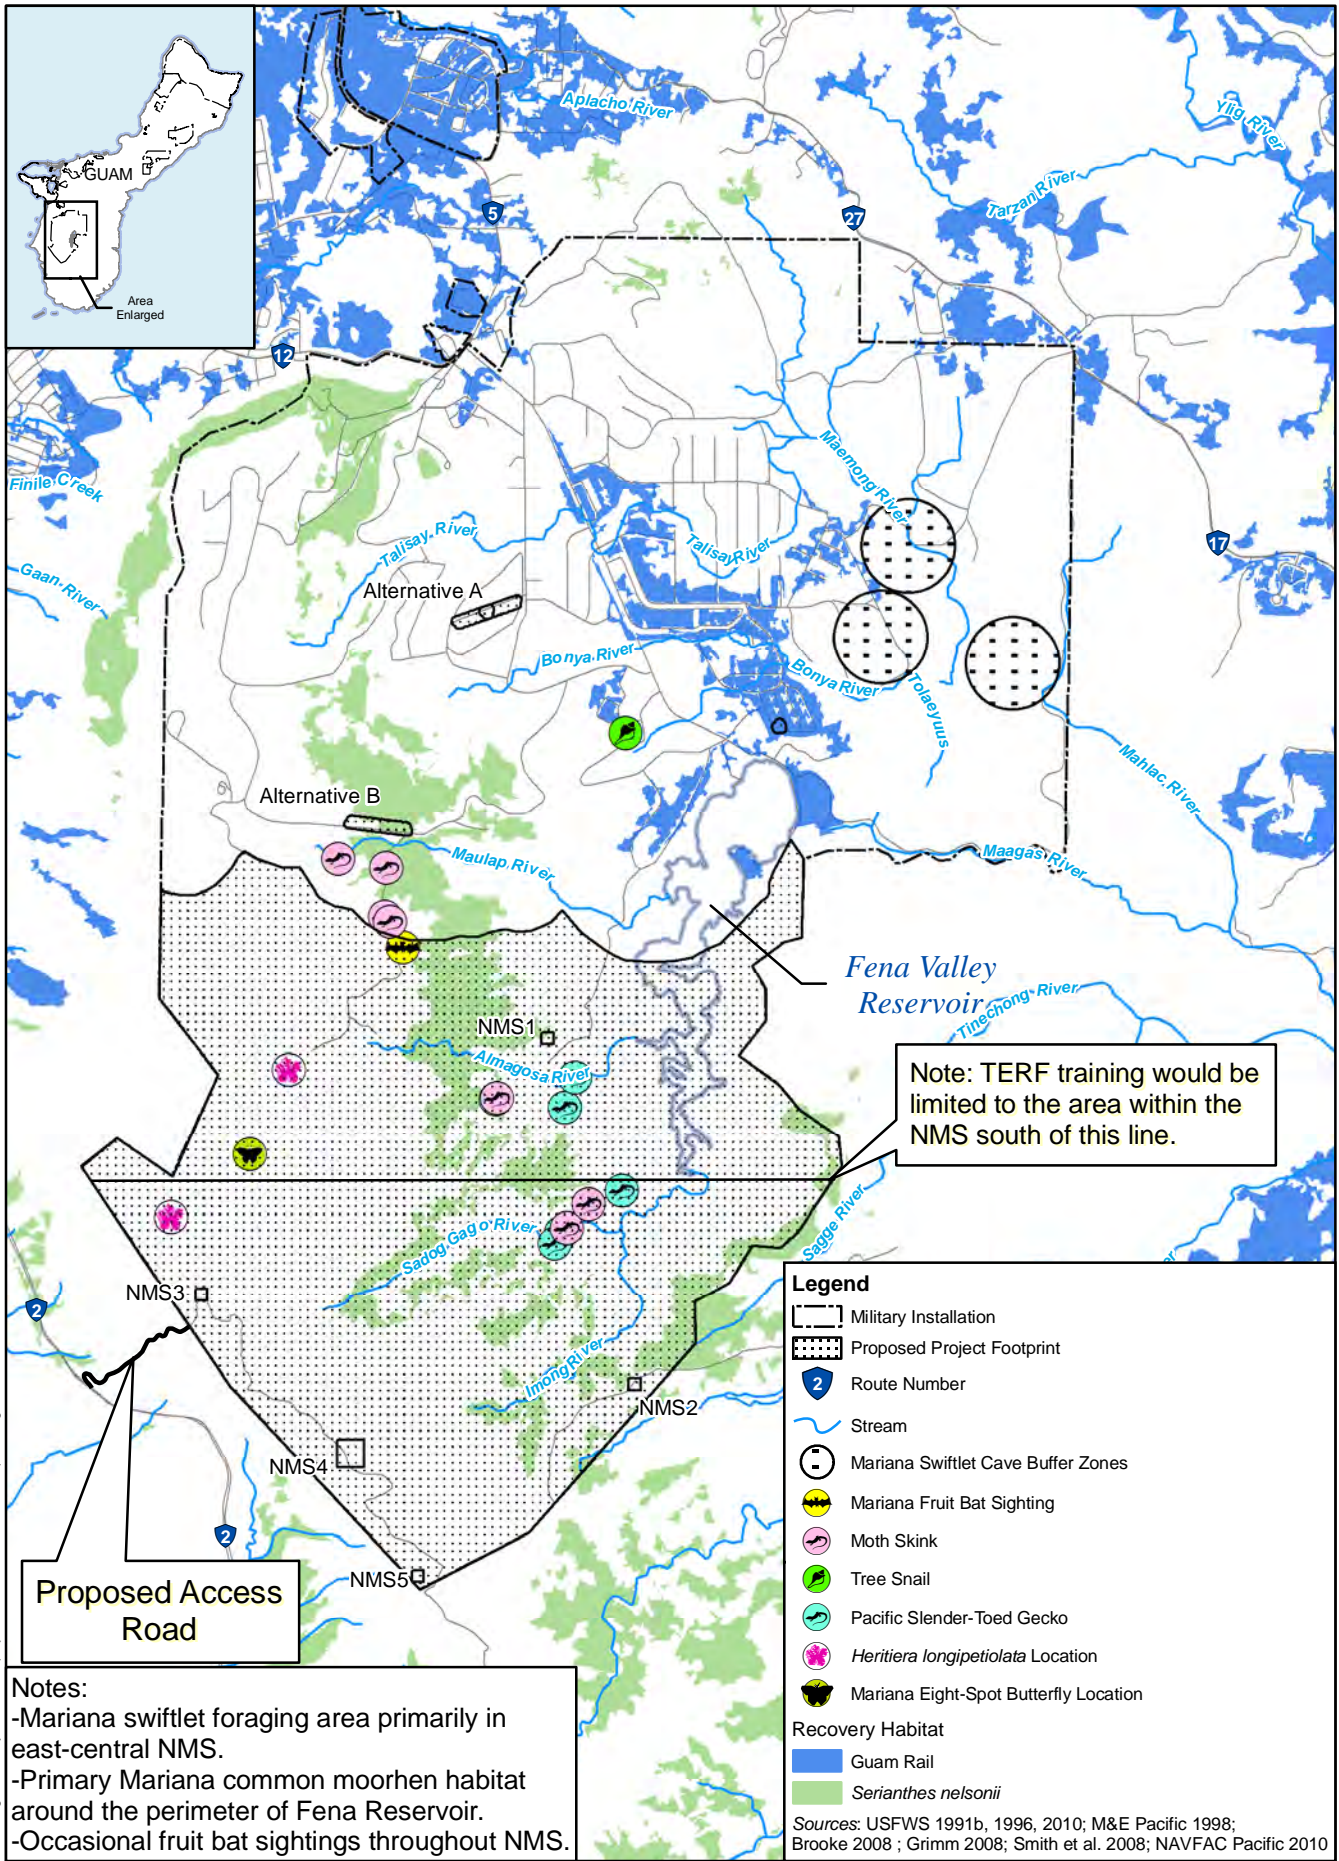 GUAM
Area
Enlarged
Aplacho River
Ylig River
Tarzan River
5
27
12
Finile Creek
Maemong River
Talisay River
Talisay River
17
Gaan River
Alternative A
Bonya River
Bonya River
Tolaeyuus
Mahlac River
Alternative B
Maulap River
Maagas River
Fena Valley
Reservoir
Tinechong River
NMS1
Almagosa River
Note: TERF training would be
limited to the area within the
NMS south of this line.
Sadog Gago River
Sagge River
er
NMS3
2
Imong River
NMS2
NMS4
2
NMS5
Proposed Access
Road
Notes:
-Mariana swiftlet foraging area primarily in
east-central NMS.
-Primary Mariana common moorhen habitat
around the perimeter of Fena Reservoir.
-Occasional fruit bat sightings throughout NMS.
Legend
Military Installation
Proposed Project Footprint
2 Route Number
Stream
Mariana Swiftlet Cave Buffer Zones
Mariana Fruit Bat Sighting
Moth Skink
Tree Snail
Pacific Slender-Toed Gecko
Heritiera longipetiolata Location
Mariana Eight-Spot Butterfly Location
Recovery Habitat
Guam Rail
Serianthes nelsonii
Sources: USFWS 1991b, 1996, 2010; M&E Pacific 1998;
Brooke 2008 ; Grimm 2008; Smith et al. 2008; NAVFAC Pacific 2010